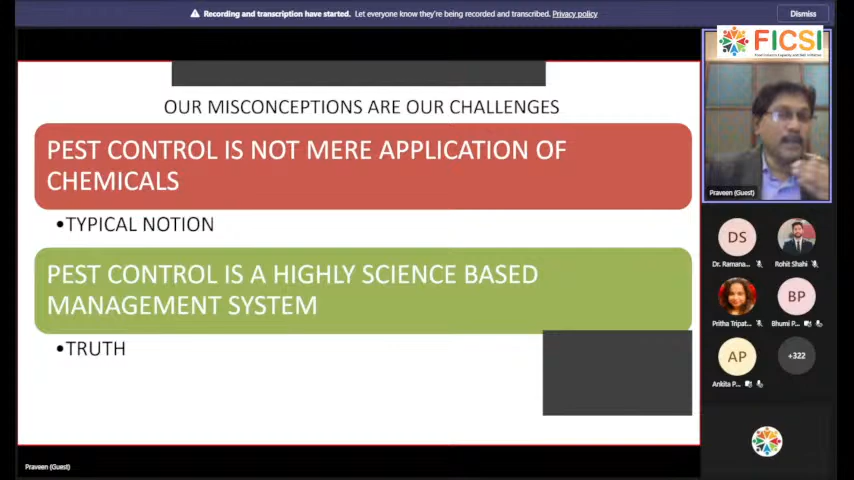 Recording and transcription have started. Let everyone know they're being recorded and transcribed. Privacy policy
Dismiss
FICSI
OUR MISCONCEPTIONS ARE OUR CHALLENGES
PEST CONTROL IS NOT MERE APPLICATION OF
CHEMICALS
•TYPICAL NOTION
PEST CONTROL IS A HIGHLY SCIENCE BASED
MANAGEMENT SYSTEM
•TRUTH
Praveen (Guest)
DS
Dr. Ramana...
Rohit Shahi
Pritha Tripat...
BP
Bhumi P...
AP
Ankita P...
+322
Praveen (Guest)